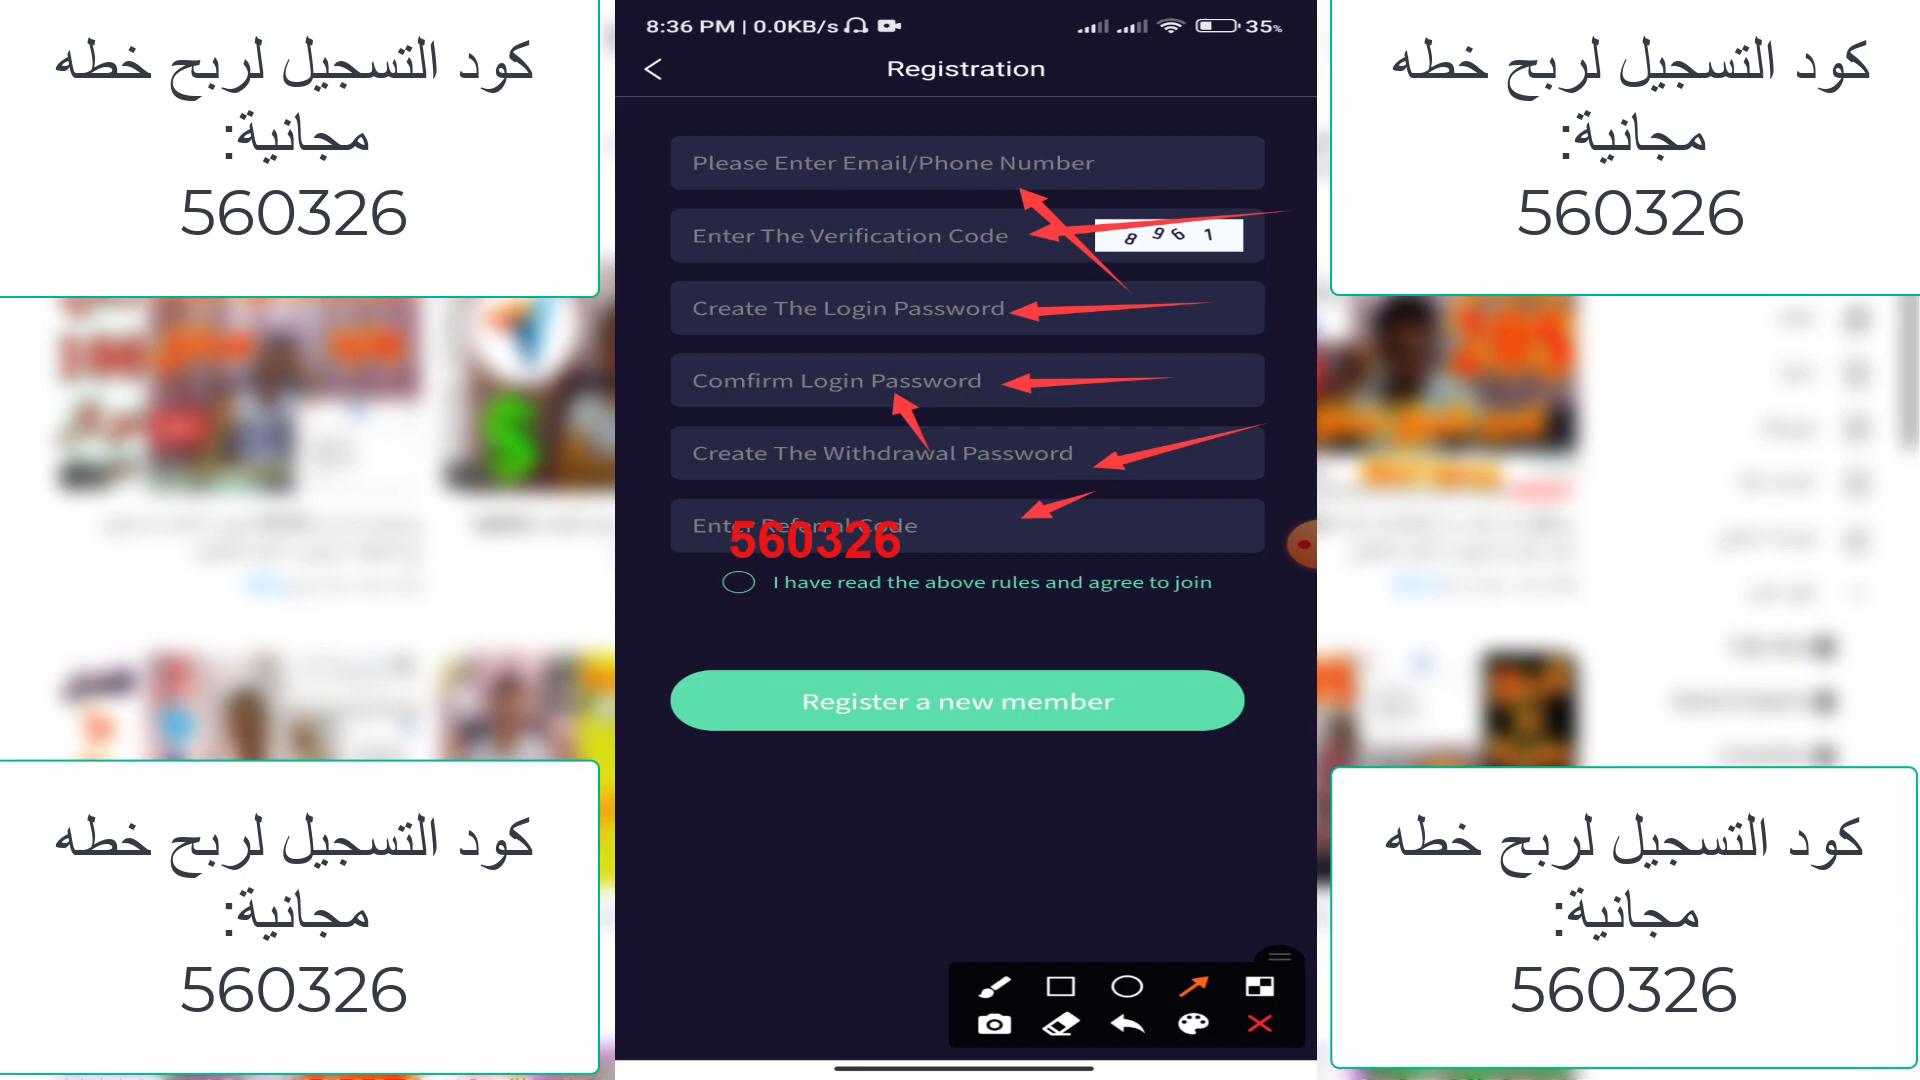 كود التسجيل لربح خطه
مجانية:
560326
8:36 PM | 0.0KB/s
35%
Registration
Please Enter Email/Phone Number
Enter The Verification Code
8 9 6 1
Create The Login Password
Comfirm Login Password
Create The Withdrawal Password
Enter Referral Code
560326
I have read the above rules and agree to join
Register a new member
كود التسجيل لربح خطه
مجانية:
560326
كود التسجيل لربح خطه
مجانية:
560326
كود التسجيل لربح خطه
مجانية:
560326